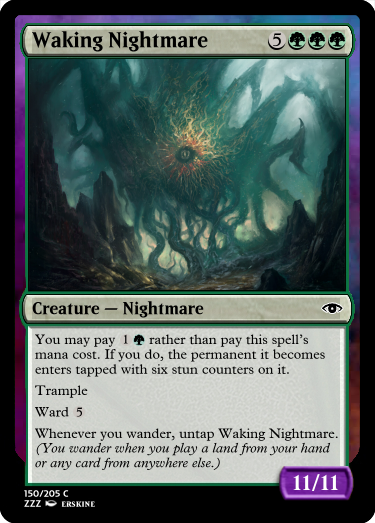 Waking Nightmare 5
Creature — Nightmare
You may pay 1 rather than pay this spell's
mana cost. If you do, the permanent it becomes
enters tapped with six stun counters on it.
Trample
Ward 5
Whenever you wander, untap Waking Nightmare.
(You wander when you play a land from your hand
or any card from anywhere else.)
11/11
150/205 C
ZZZ ERSKINE